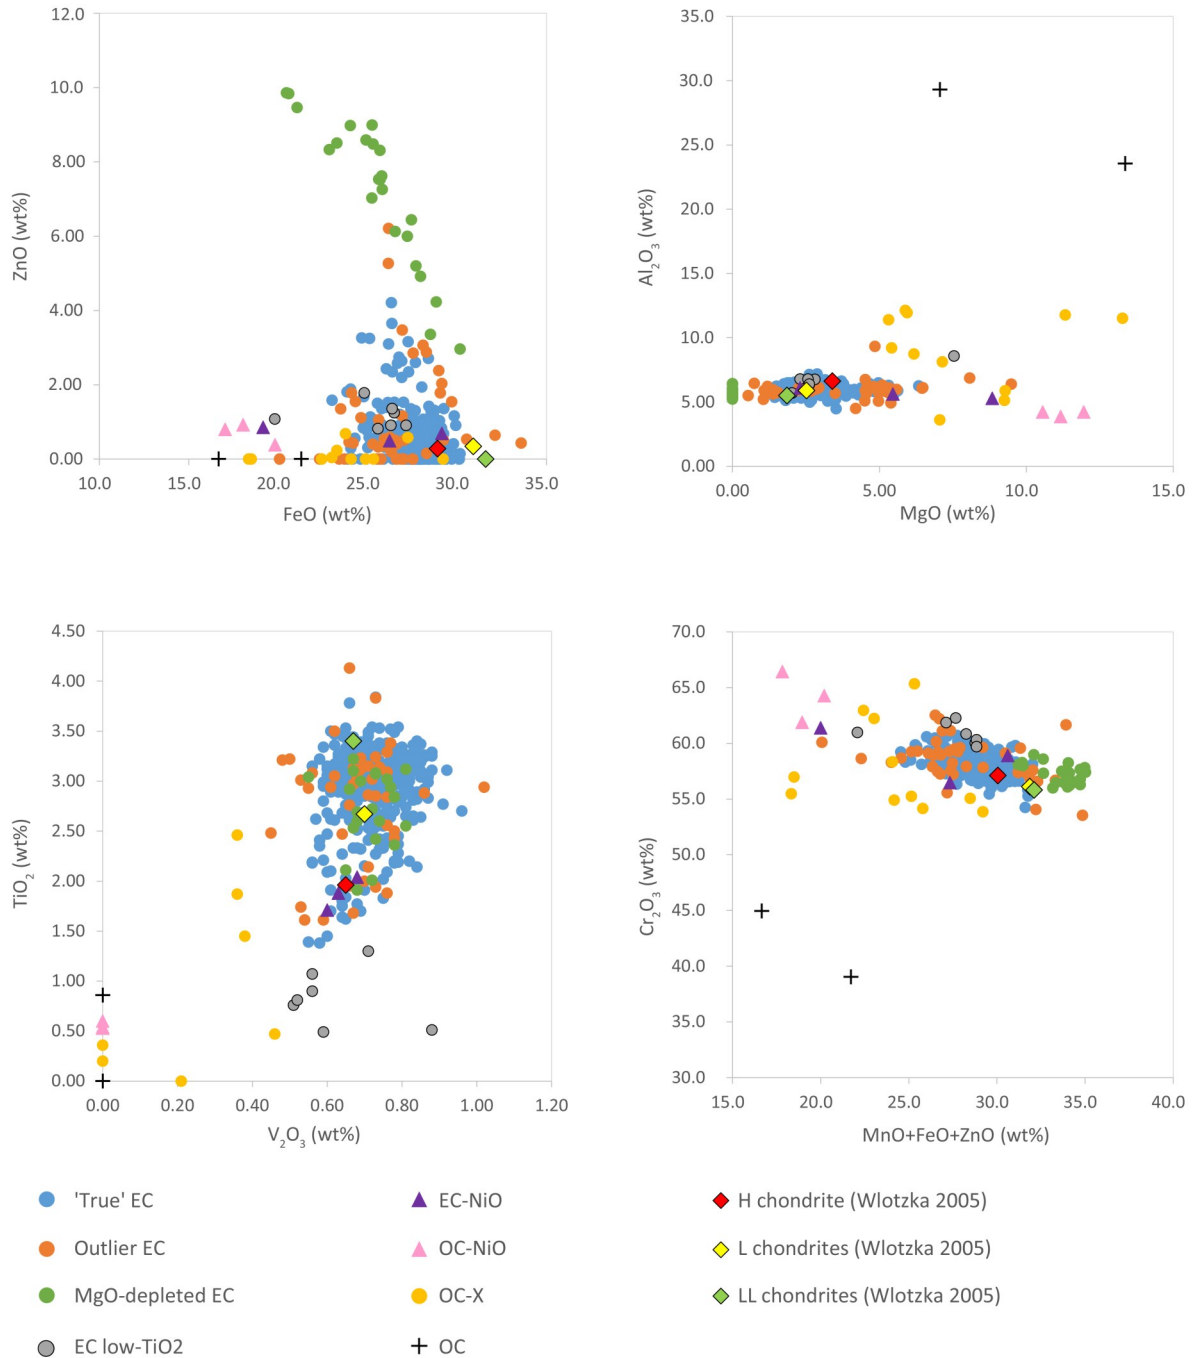 12.0
10.0
8.00
6.00
4.00
2.00
0.00
10.0 15.0 20.0 25.0 30.0 35.0
ZnO (wt%)
FeO (wt%)
35.0
30.0
25.0
20.0
15.0
10.0
5.00
0.00
0.00 5.00 10.0 15.0
Al₂O₃ (wt%)
MgO (wt%)
4.50
4.00
3.50
3.00
2.50
2.00
1.50
1.00
0.50
0.00
0.00 0.20 0.40 0.60 0.80 1.00 1.20
TiO₂ (wt%)
V₂O₃ (wt%)
70.0
65.0
60.0
55.0
50.0
45.0
40.0
35.0
30.0
15.0 20.0 25.0 30.0 35.0 40.0
Cr₂O₃ (wt%)
MnO+FeO+ZnO (wt%)
'True' EC
Outlier EC
MgO-depleted EC
EC low-TiO2
EC-NiO
OC-NiO
OC-X
OC
H chondrite (Wlotzka 2005)
L chondrites (Wlotzka 2005)
LL chondrites (Wlotzka 2005)